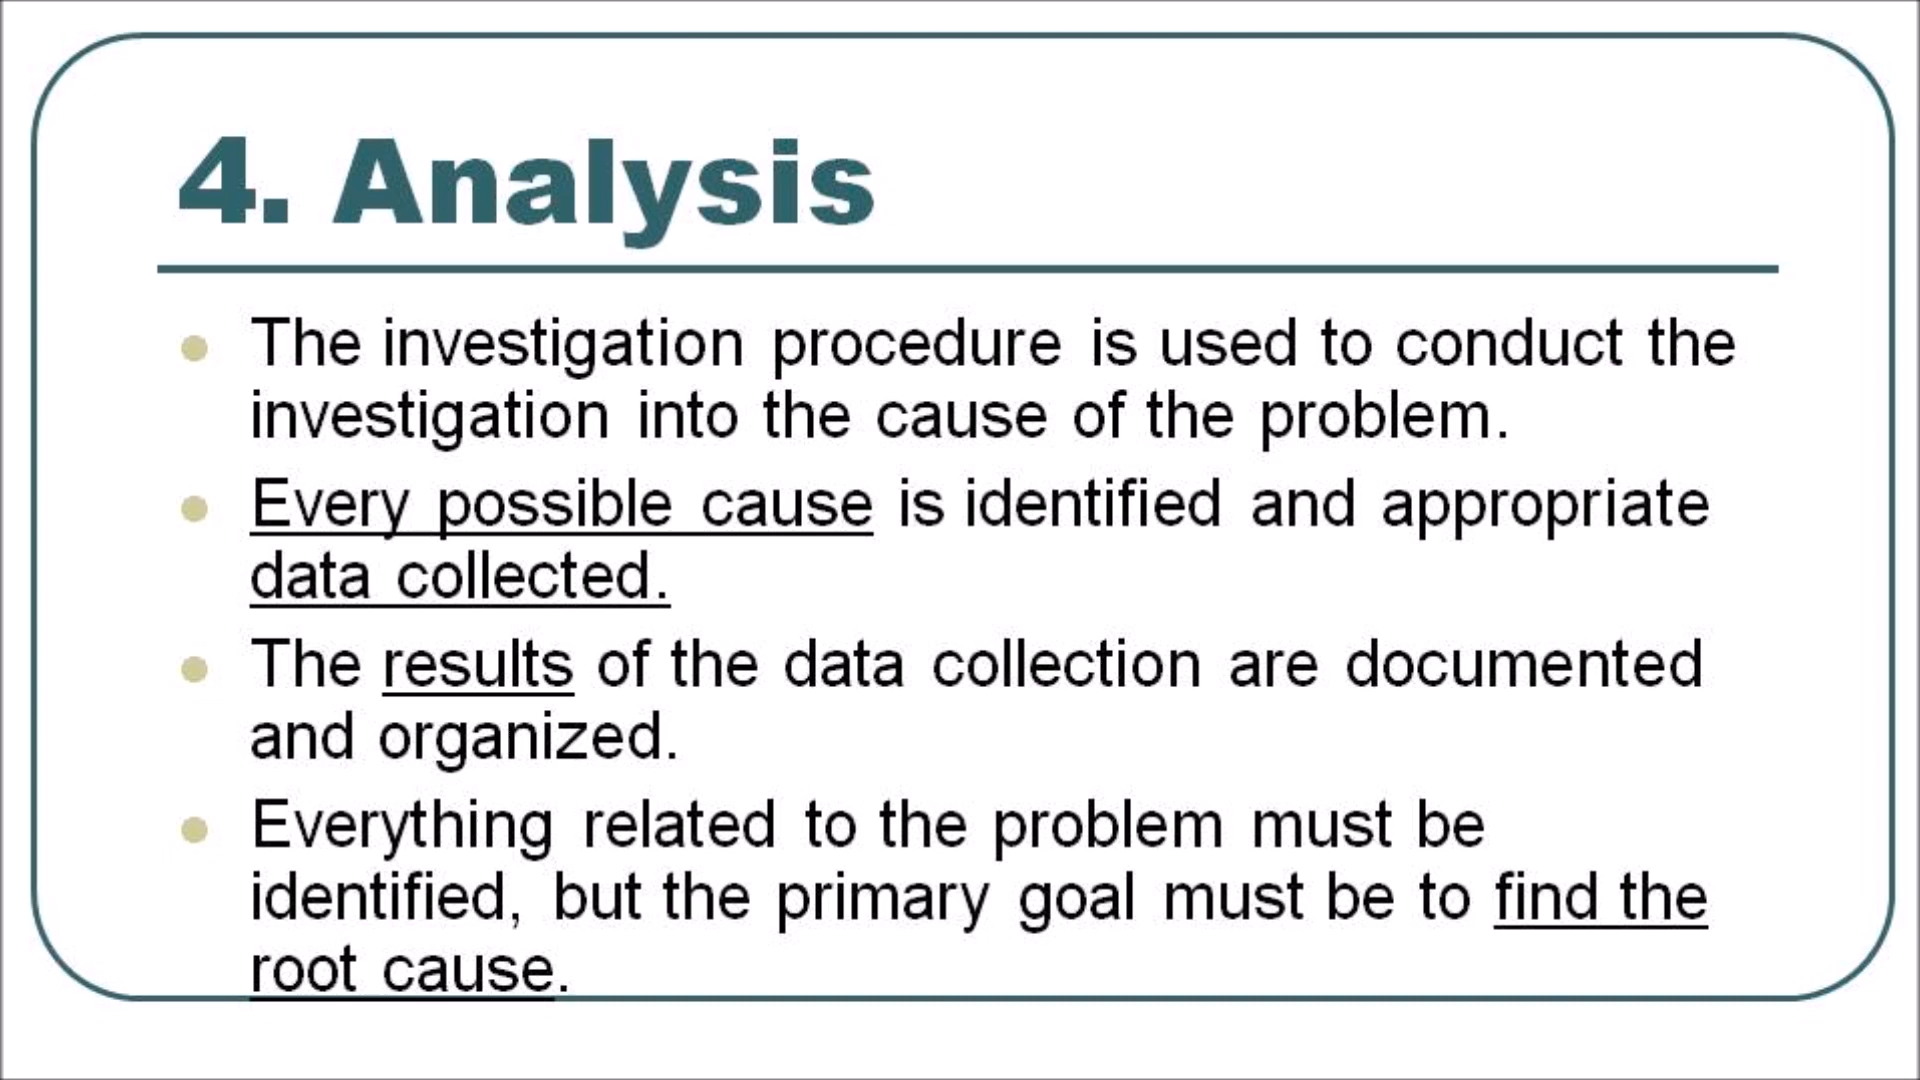 4. Analysis
The investigation procedure is used to conduct the
investigation into the cause of the problem.
Every possible cause is identified and appropriate
data collected.
The results of the data collection are documented
and organized.
Everything related to the problem must be
identified, but the primary goal must be to find the
root cause.